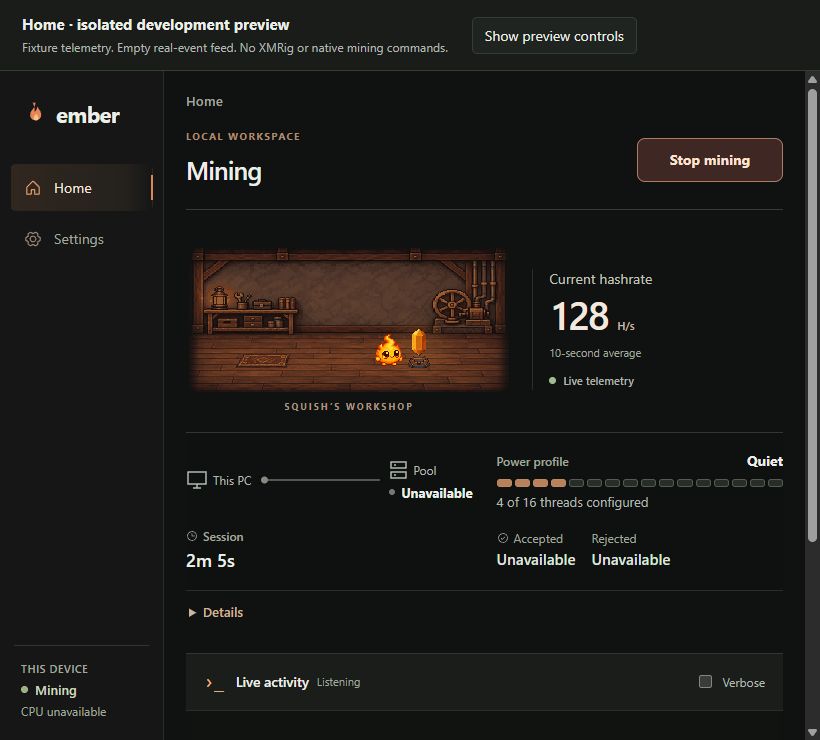 Home · isolated development preview
Fixture telemetry. Empty real-event feed. No XMRig or native mining commands.
Show preview controls
ember
Home
Settings
THIS DEVICE
Mining
CPU unavailable
Home
LOCAL WORKSPACE
Mining
Stop mining
SQUISH'S WORKSHOP
Current hashrate
128 H/s
10-second average
Live telemetry
This PC
Pool
Unavailable
Power profile
Quiet
4 of 16 threads configured
Session
2m 5s
Accepted
Unavailable
Rejected
Unavailable
Details
Live activity Listening
Verbose